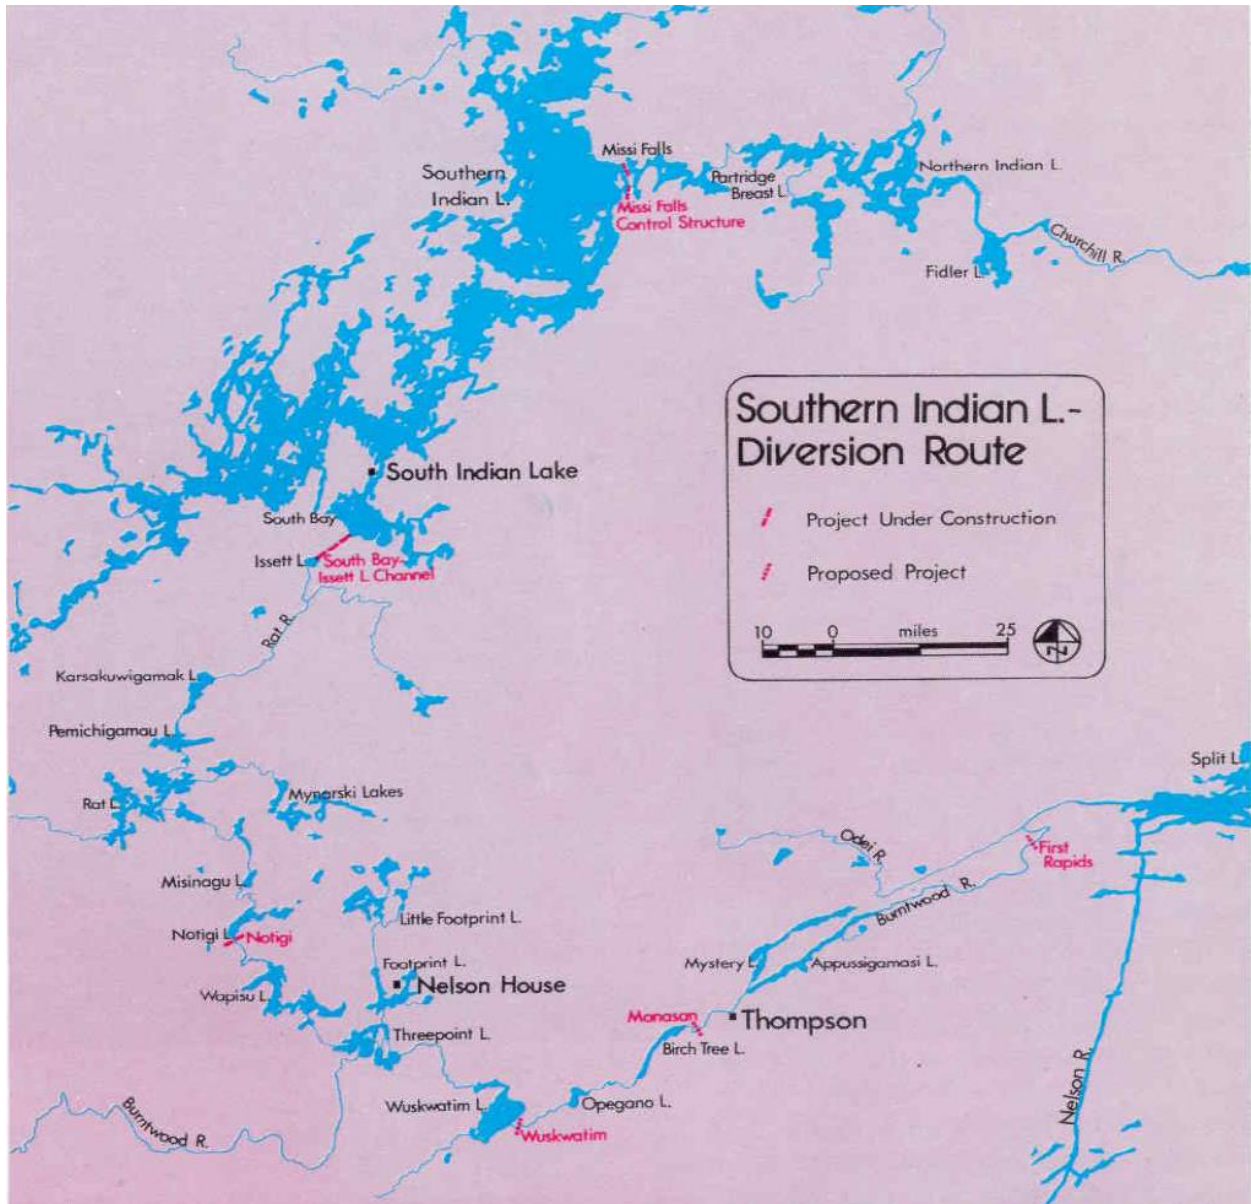 Missi Falls
Southern
Indian L.
Partridge
Breast L.
Northern Indian L.
Missi Falls
Control Structure
Churchill R.
Fidler L.
Southern Indian L.-
Diversion Route
Project Under Construction
Proposed Project
10 0 miles 25
N
South Indian Lake
South Bay
Issett L.
South Bay-
Issett L. Channel
Rat R.
Karsakuwigamak L.
Pemichigamau L.
Split L.
Rat L.
Mynarski Lakes
Odei R.
First
Rapids
Misinagu L.
Burntwood R.
Little Footprint L.
Notigi L.
Notigi
Footprint L.
Mystery L.
Appussigamasi L.
Nelson House
Wapisu L.
Manasan
Thompson
Threepoint L.
Birch Tree L.
Nelson R.
Wuskwatim L.
Opegano L.
Burntwood R.
Wuskwatim